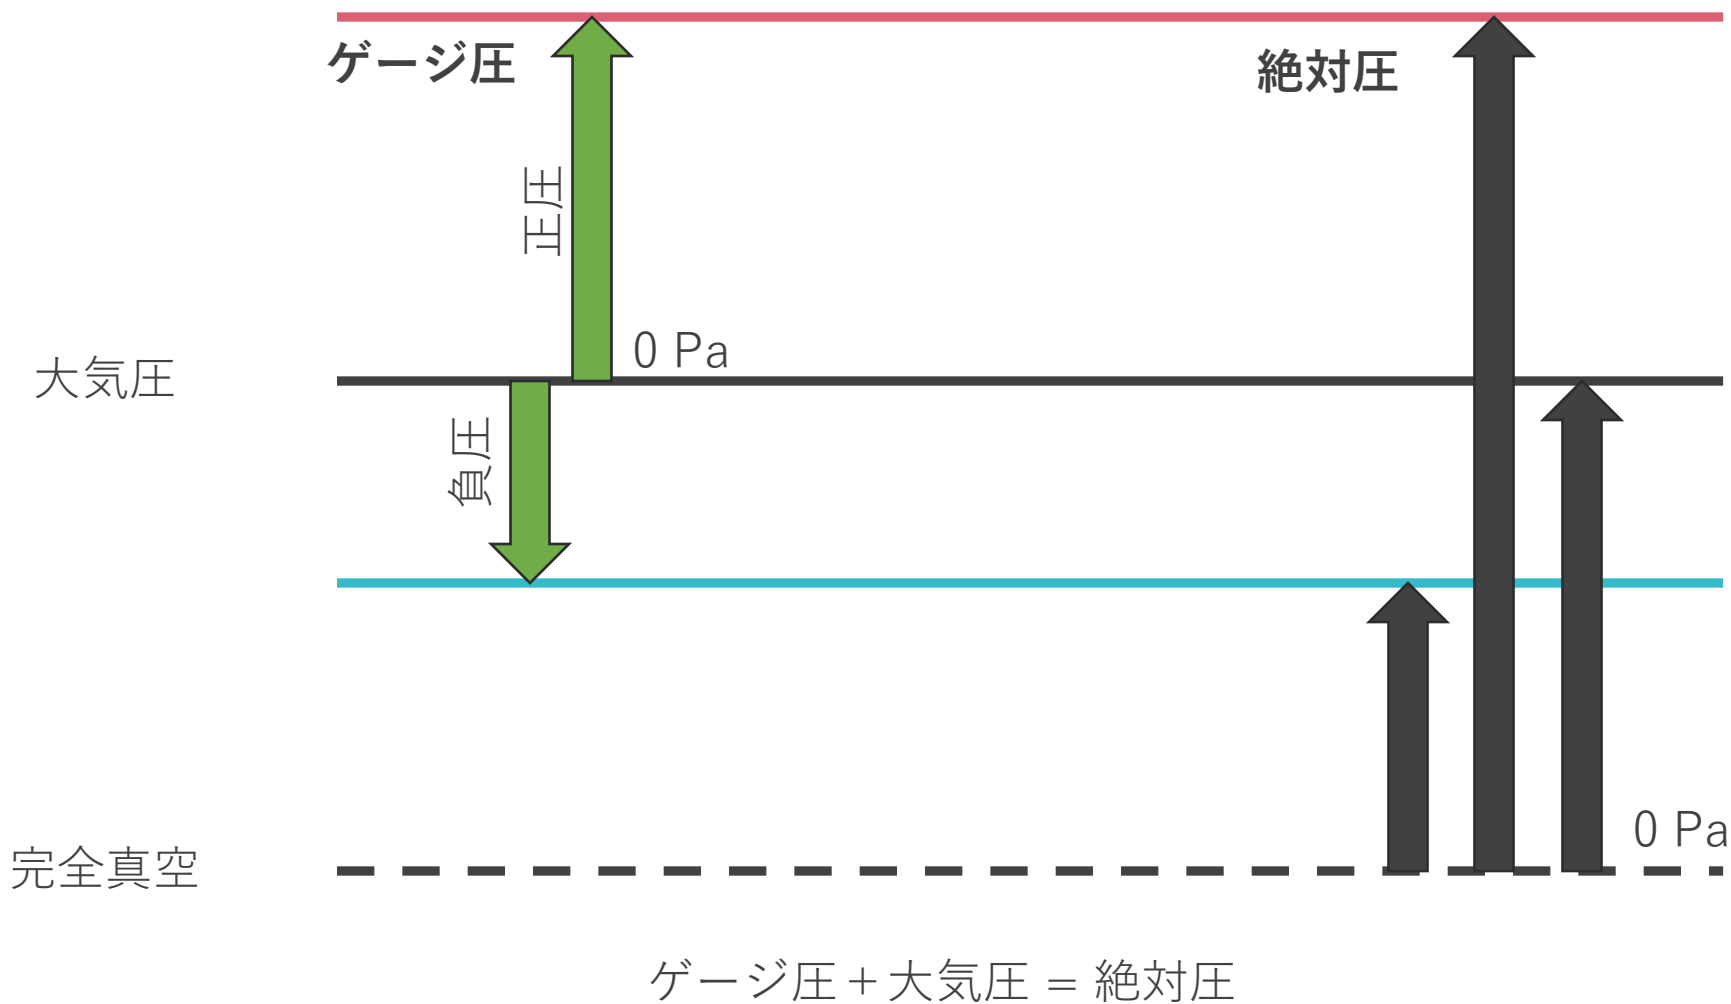 ゲージ圧
絶対圧
正圧
0 Pa
大気圧
負圧
0 Pa
完全真空
ゲージ圧＋大気圧 = 絶対圧